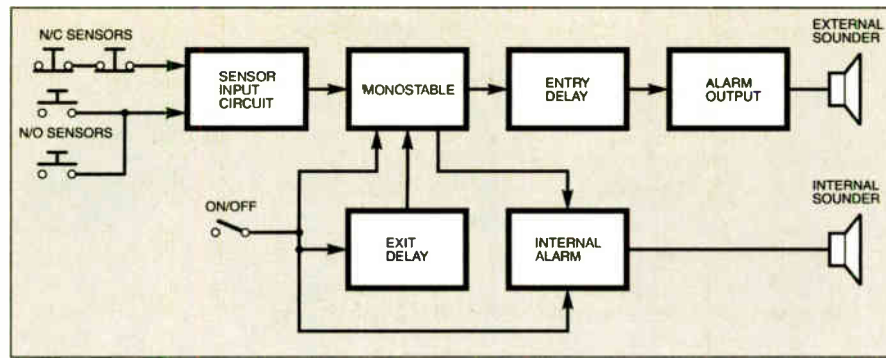 N/C SENSORS
N/O SENSORS
SENSOR
INPUT
CIRCUIT
MONOSTABLE
ENTRY
DELAY
ALARM
OUTPUT
EXTERNAL
SOUNDER
ON/OFF
EXIT
DELAY
INTERNAL
ALARM
INTERNAL
SOUNDER